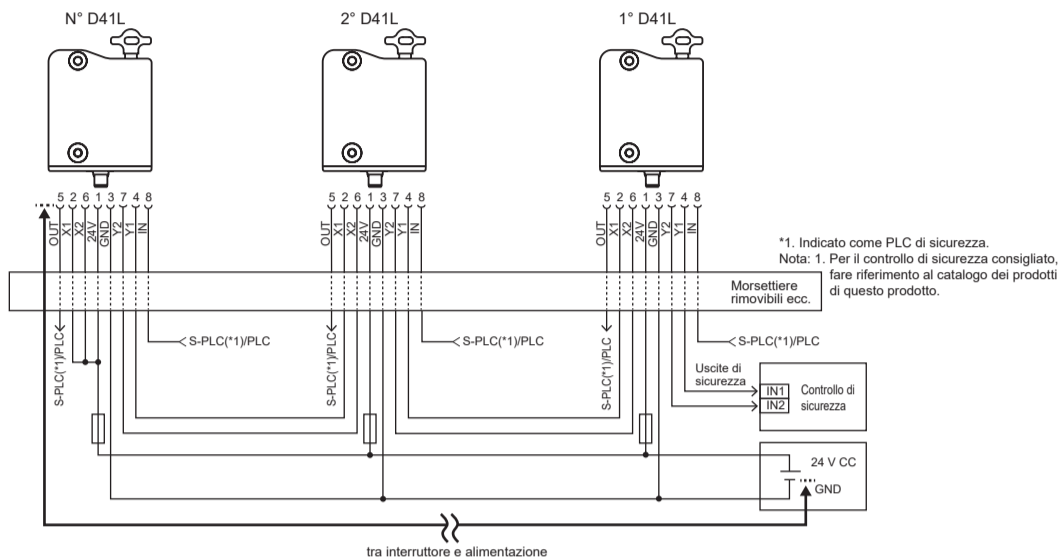 N° D41L
2° D41L
1° D41L
5 2 6 1 3 7 4 8
5 2 6 1 3 7 4 8
5 2 6 1 3 7 4 8
OUT X1 X2 24V GND Y2 Y1 IN
OUT X1 X2 24V GND Y2 Y1 IN
OUT X1 X2 24V GND Y2 Y1 IN
*1. Indicato come PLC di sicurezza.
Nota: 1. Per il controllo di sicurezza consigliato,
fare riferimento al catalogo dei prodotti
di questo prodotto.
Morsettiere
rimovibili ecc.
S-PLC(*1)/PLC
S-PLC(*1)/PLC
S-PLC(*1)/PLC
S-PLC(*1)/PLC
S-PLC(*1)/PLC
S-PLC(*1)/PLC
Uscite di
sicurezza
IN1
IN2
Controllo di
sicurezza
24 V CC
GND
tra interruttore e alimentazione